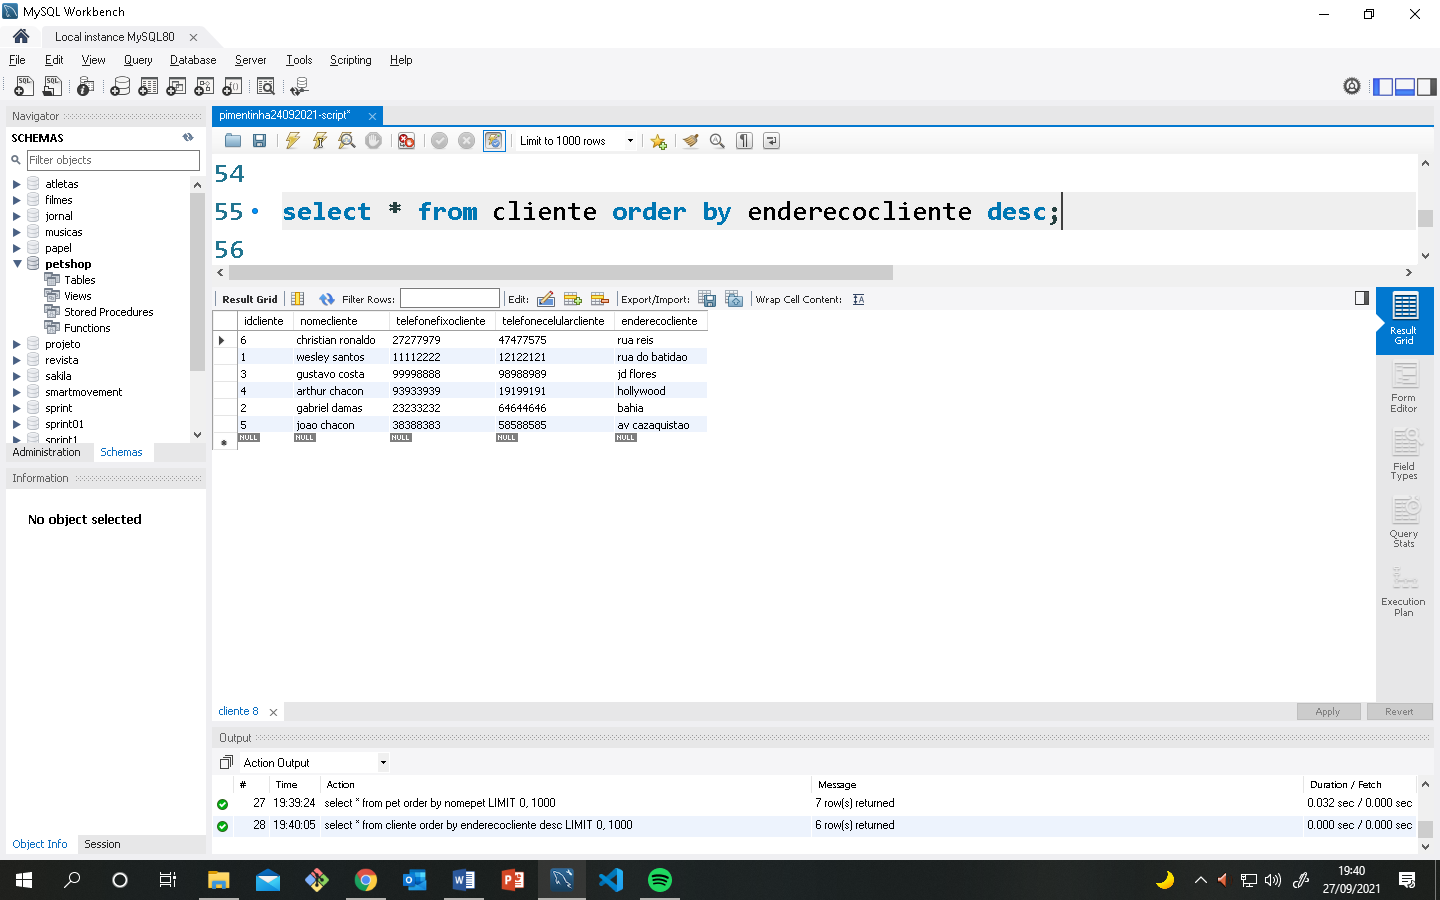 MySQL Workbench
Local instance MySQL80
File Edit View Query Database Server Tools Scripting Help
Navigator
SCHEMAS
Filter objects
atletas
filmes
jornal
musicas
papel
petshop
Tables
Views
Stored Procedures
Functions
projeto
revista
sakila
smartmovement
sprint
sprint01
sprint1
Administration Schemas
Information
No object selected
Object Info Session
pimentinha24092021-script*
Limit to 1000 rows
54
55 select * from cliente order by enderecocliente desc;
56
Result Grid Filter Rows: Edit: Export/Import: Wrap Cell Content: IA
idcliente nomecliente telefonefixocliente telefonecelularcliente enderecocliente
6 christian ronaldo 27277979 47477575 rua reis
1 wesley santos 11112222 12122121 rua do batidao
3 gustavo costa 99998888 98988989 jd flores
4 arthur chacon 93933939 19199191 hollywood
2 gabriel damas 23233232 64644646 bahia
5 joao chacon 38388383 58588585 av cazaquistao
NULL NULL NULL NULL NULL
Result Grid
Form Editor
Field Types
Query Stats
Execution Plan
cliente 8
Apply Revert
Output
Action Output
# Time Action Message Duration / Fetch
27 19:39:24 select * from pet order by nomepet LIMIT 0, 1000 7 row(s) returned 0.032 sec / 0.000 sec
28 19:40:05 select * from cliente order by enderecocliente desc LIMIT 0, 1000 6 row(s) returned 0.000 sec / 0.000 sec
19:40
27/09/2021